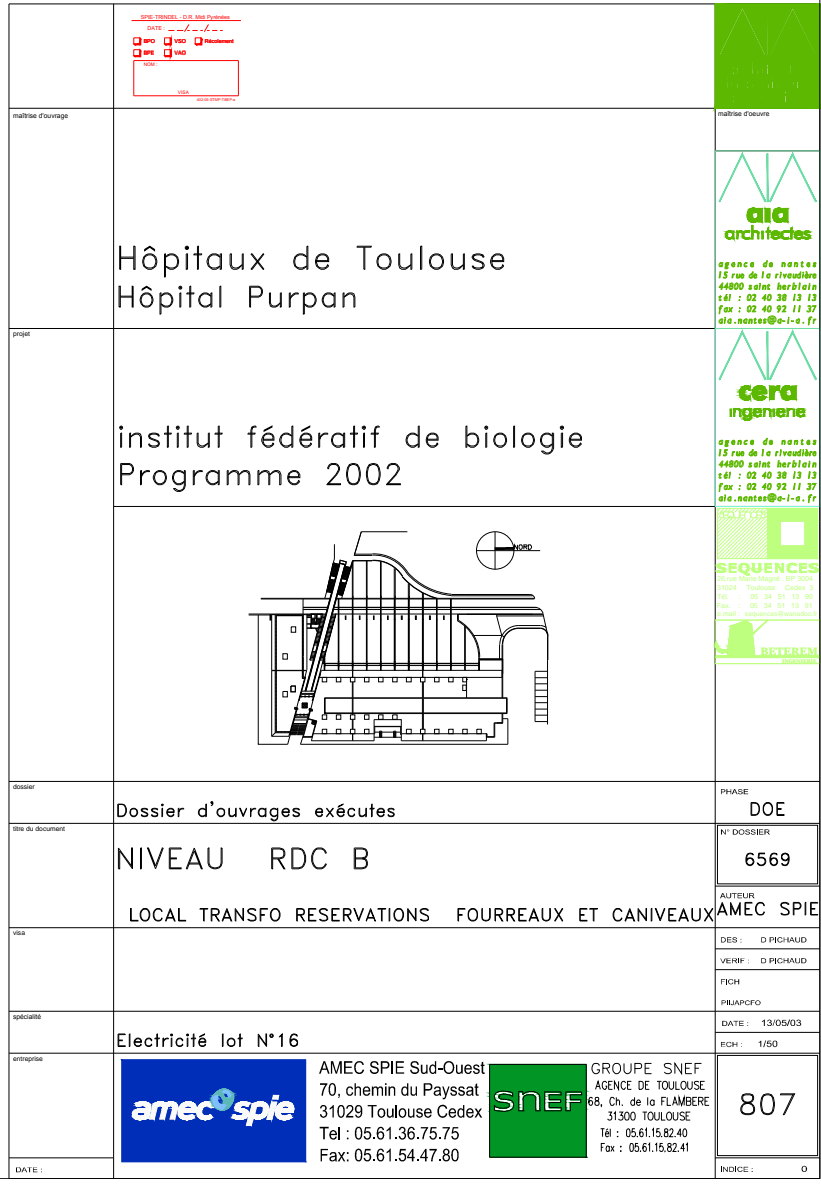 SPIE-TRINDEL - D.R. Midi Pyrénées
DATE :
BPO VSO Récolement
BPE VAO
NOM :
VISA
maîtrise d'ouvrage
Hôpitaux de Toulouse
Hôpital Purpan
projet
institut fédératif de biologie
Programme 2002
NORD
dossier
Dossier d'ouvrages exécutes
titre du document
NIVEAU RDC B
LOCAL TRANSFO RESERVATIONS FOURREAUX ET CANIVEAUX
visa
spécialité
Electricité lot N°16
entreprise
amec spie
AMEC SPIE Sud-Ouest
70, chemin du Payssat
31029 Toulouse Cedex
Tel : 05.61.36.75.75
Fax: 05.61.54.47.80
SNEF
GROUPE SNEF
AGENCE DE TOULOUSE
68, Ch. de la FLAMBERE
31300 TOULOUSE
Tél : 05.61.15.82.40
Fax : 05.61.15.82.41
DATE :
maîtrise d'oeuvre
aia
architectes
agence de nantes
15 rue de la rivaudière
44800 saint herblain
tél : 02 40 38 13 13
fax : 02 40 92 11 37
aia.nantes@a-i-a.fr
cera
ingenierie
agence de nantes
15 rue de la rivaudière
44800 saint herblain
tél : 02 40 38 13 13
fax : 02 40 92 11 37
aia.nantes@a-i-a.fr
SEQUENCES
SEQUENCES
31024 Toulouse Cedex 3
BETEREM
PHASE
DOE
N° DOSSIER
6569
AUTEUR
AMEC SPIE
DES : D PICHAUD
VERIF : D PICHAUD
FICH
PIIJAPCFO
DATE : 13/05/03
ECH : 1/50
807
INDICE : 0